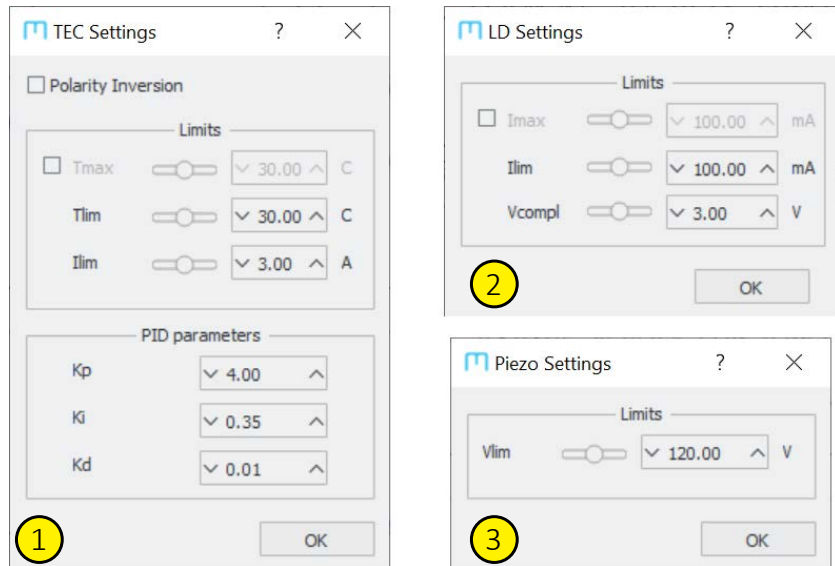 TEC Settings ? ×
Polarity Inversion
Limits
Tmax 30.00 C
Tlim 30.00 C
Ilim 3.00 A
PID parameters
Kp 4.00
Ki 0.35
Kd 0.01
1 OK
LD Settings ? ×
Limits
Imax 100.00 mA
Ilim 100.00 mA
Vcompl 3.00 V
2 OK
Piezo Settings ? ×
Limits
Vlim 120.00 V
3 OK